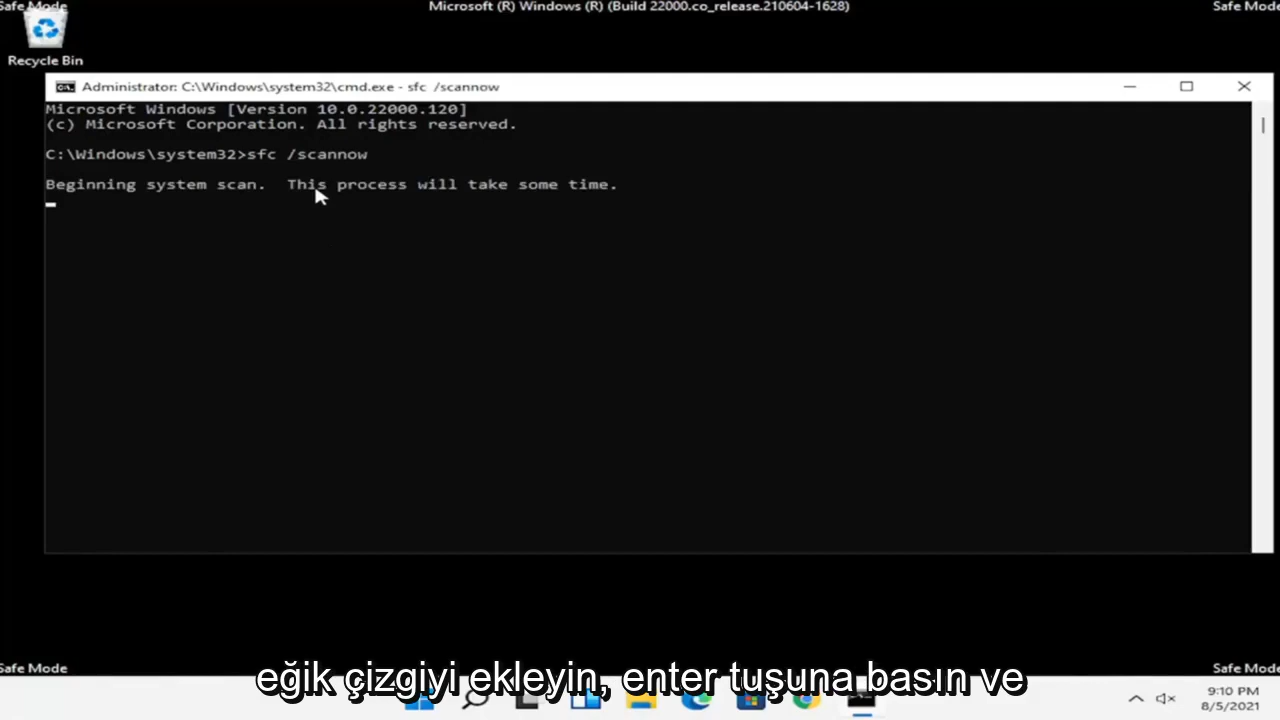 Safe Mode
Microsoft (R) Windows (R) (Build 22000.co_release.210604-1628)
Safe Mode
Recycle Bin
Administrator: C:\Windows\system32\cmd.exe - sfc /scannow
Microsoft Windows [Version 10.0.22000.120]
(c) Microsoft Corporation. All rights reserved.
C:\Windows\system32>sfc /scannow
Beginning system scan. This process will take some time.
Safe Mode
Safe Mode
eğik çizgiyi ekleyin, enter tuşuna basın ve
9:10 PM
8/5/2021